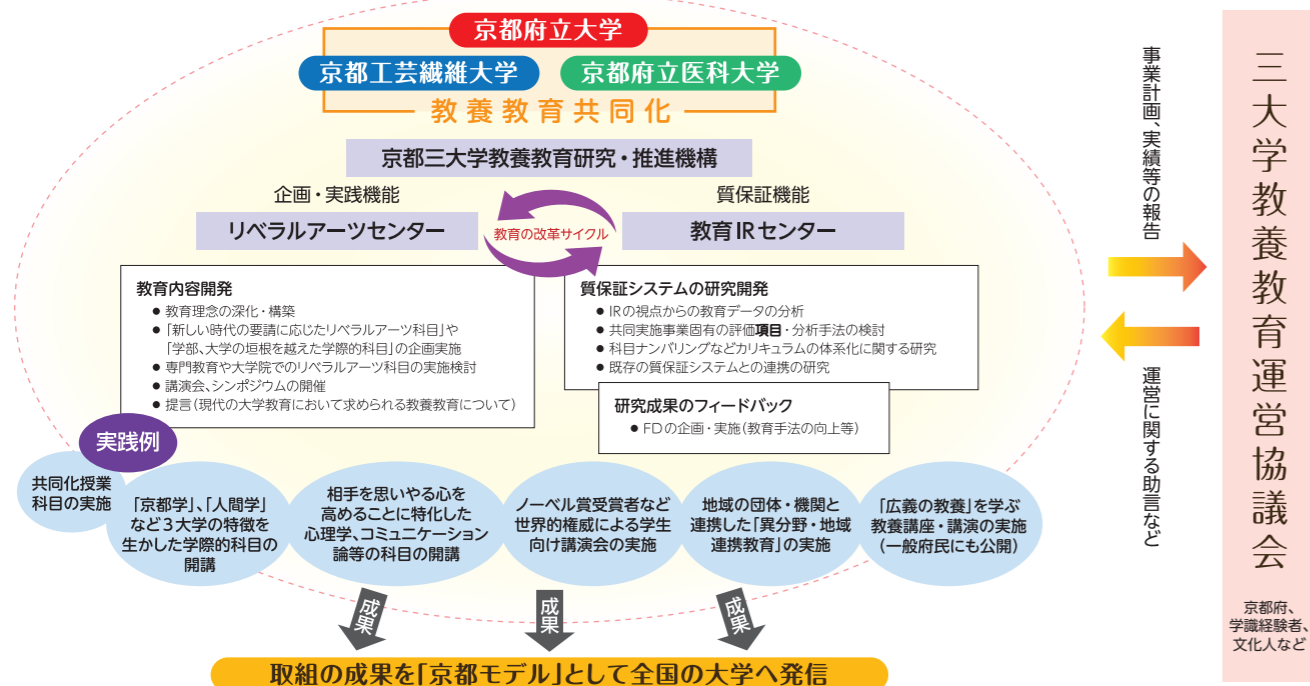 京都府立大学
京都工芸繊維大学
京都府立医科大学
教養教育共同化
京都三大学教養教育研究・推進機構
企画・実践機能
質保証機能
リベラルアーツセンター
教育の改革サイクル
教育IRセンター
教育内容開発
● 教育理念の深化・構築
● 「新しい時代の要請に応じたリベラルアーツ科目」や
「学部、大学の垣根を越えた学際的科目」の企画実施
● 専門教育や大学院でのリベラルアーツ科目の実施検討
● 講演会、シンポジウムの開催
● 提言(現代の大学教育において求められる教養教育について)
質保証システムの研究開発
● IRの視点からの教育データの分析
● 共同実施事業固有の評価項目・分析手法の検討
● 科目ナンバリングなどカリキュラムの体系化に関する研究
● 既存の質保証システムとの連携の研究
研究成果のフィードバック
● FDの企画・実施(教育手法の向上等)
実践例
共同化授業
科目の実施
「京都学」、「人間学」
など3大学の特徴を
生かした学際的科目の
開講
相手を思いやる心を
高めることに特化した
心理学、コミュニケーション
論等の科目の開講
ノーベル賞受賞者など
世界的権威による学生
向け講演会の実施
地域の団体・機関と
連携した「異分野・地域
連携教育」の実施
「広義の教養」を学ぶ
教養講座・講演の実施
(一般府民にも公開)
成果
成果
成果
取組の成果を「京都モデル」として全国の大学へ発信
事業計画、実績等の報告
運営に関する助言など
三大学教養教育運営協議会
京都府、
学識経験者、
文化人など